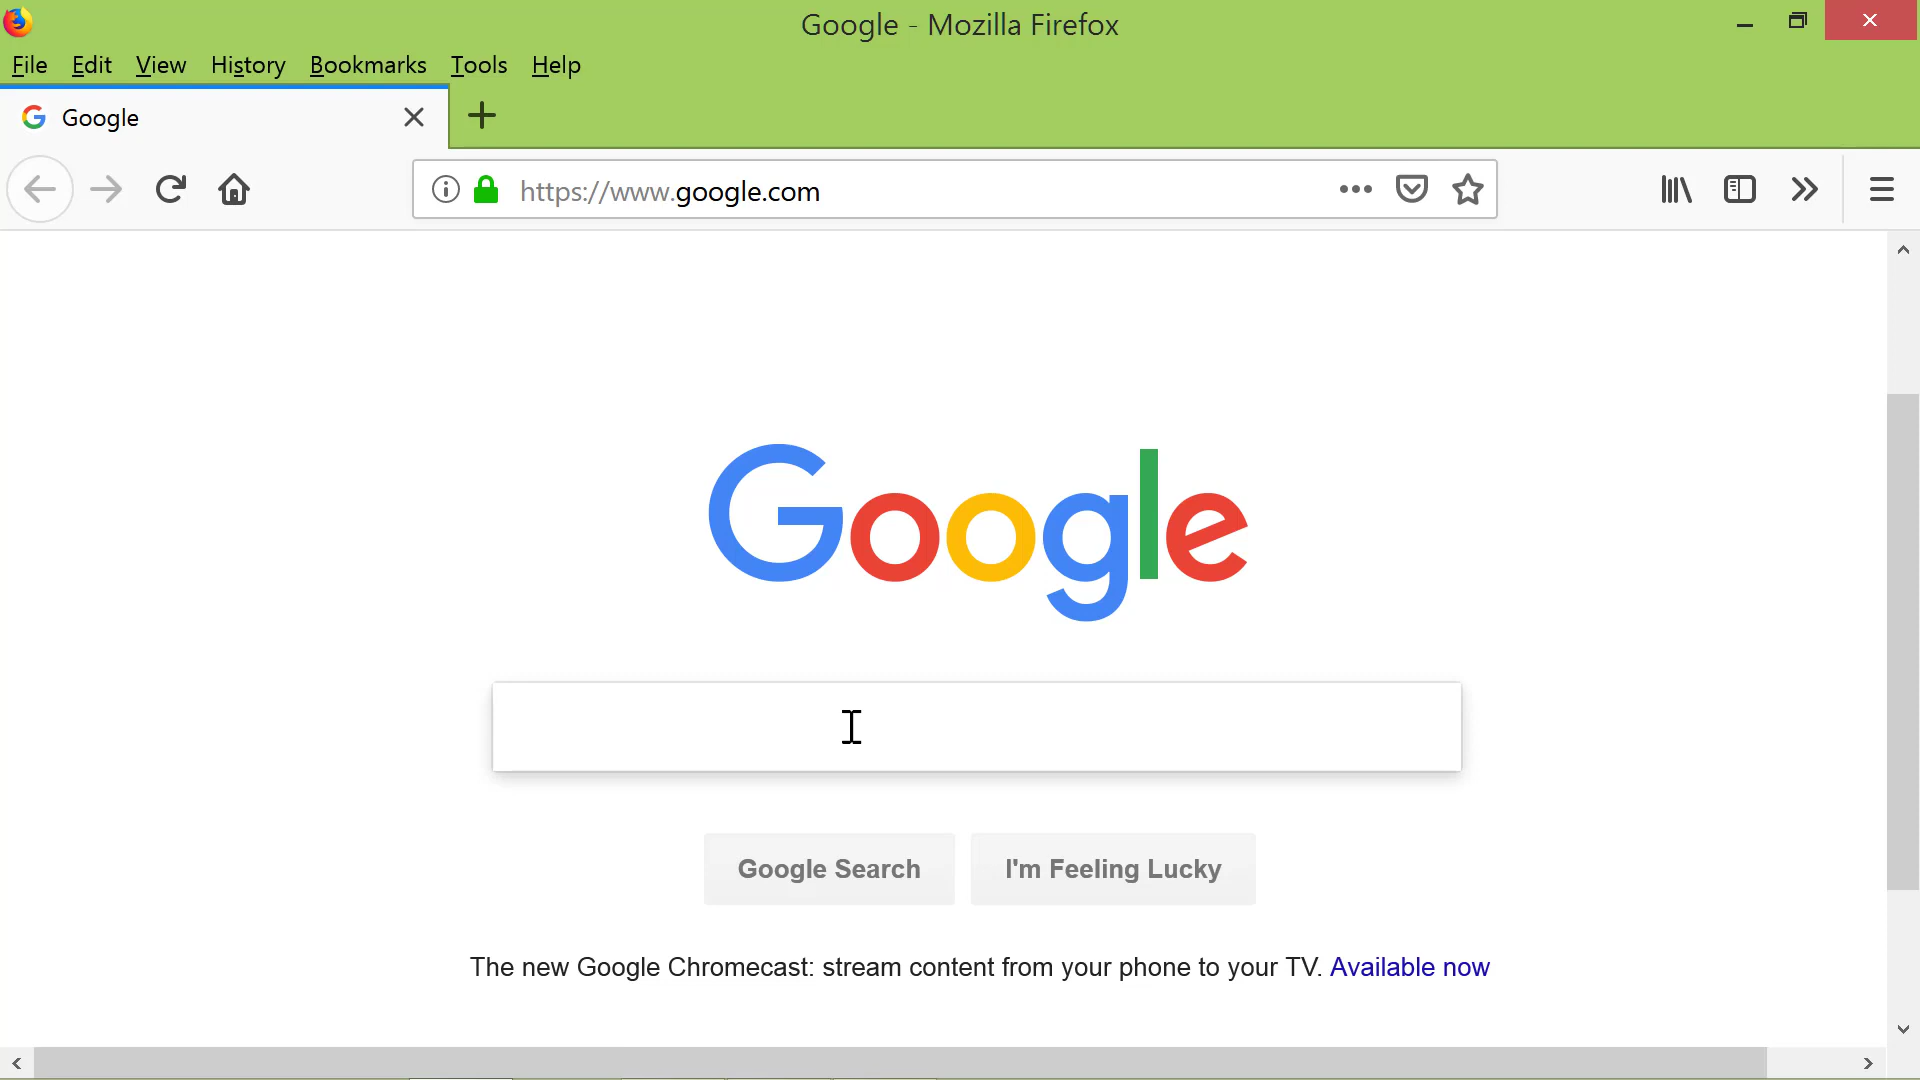 Google - Mozilla Firefox
File Edit View History Bookmarks Tools Help
Google
https://www.google.com
Google
Google Search I'm Feeling Lucky
The new Google Chromecast: stream content from your phone to your TV. Available now